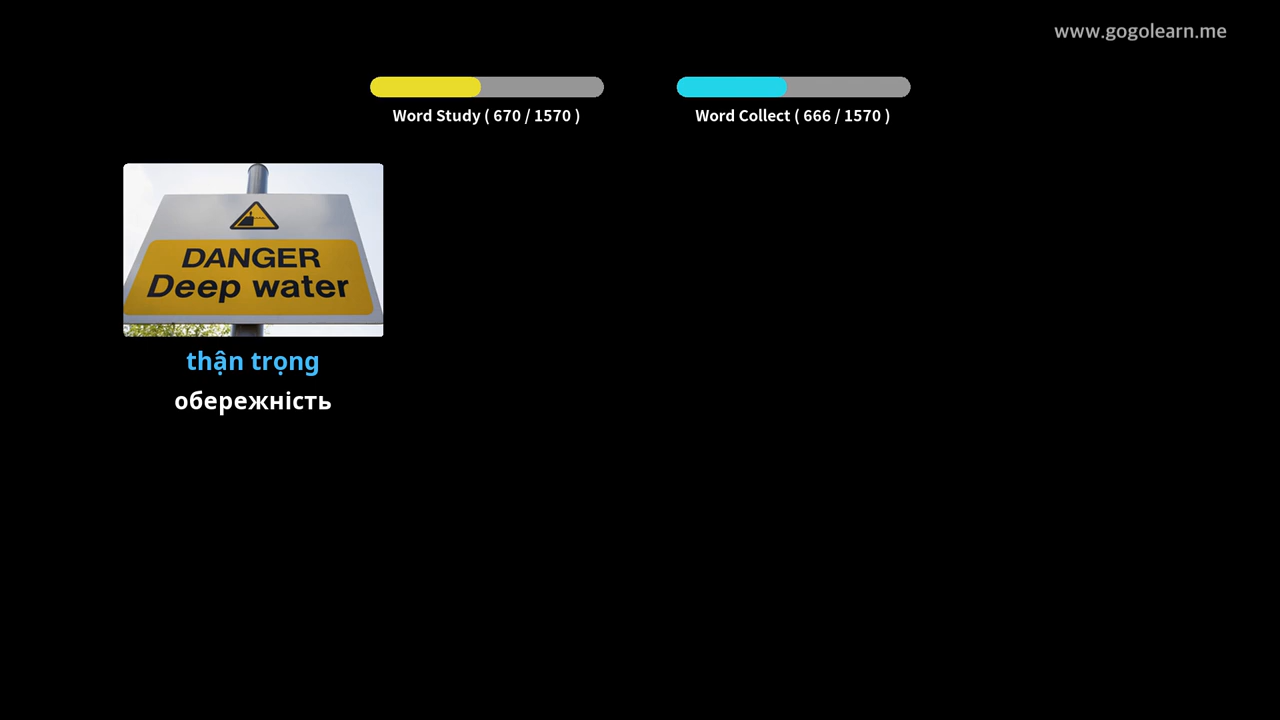 www.gogolearn.me
Word Study ( 670 / 1570 )
Word Collect ( 666 / 1570 )
DANGER
Deep water
thận trọng
обережність